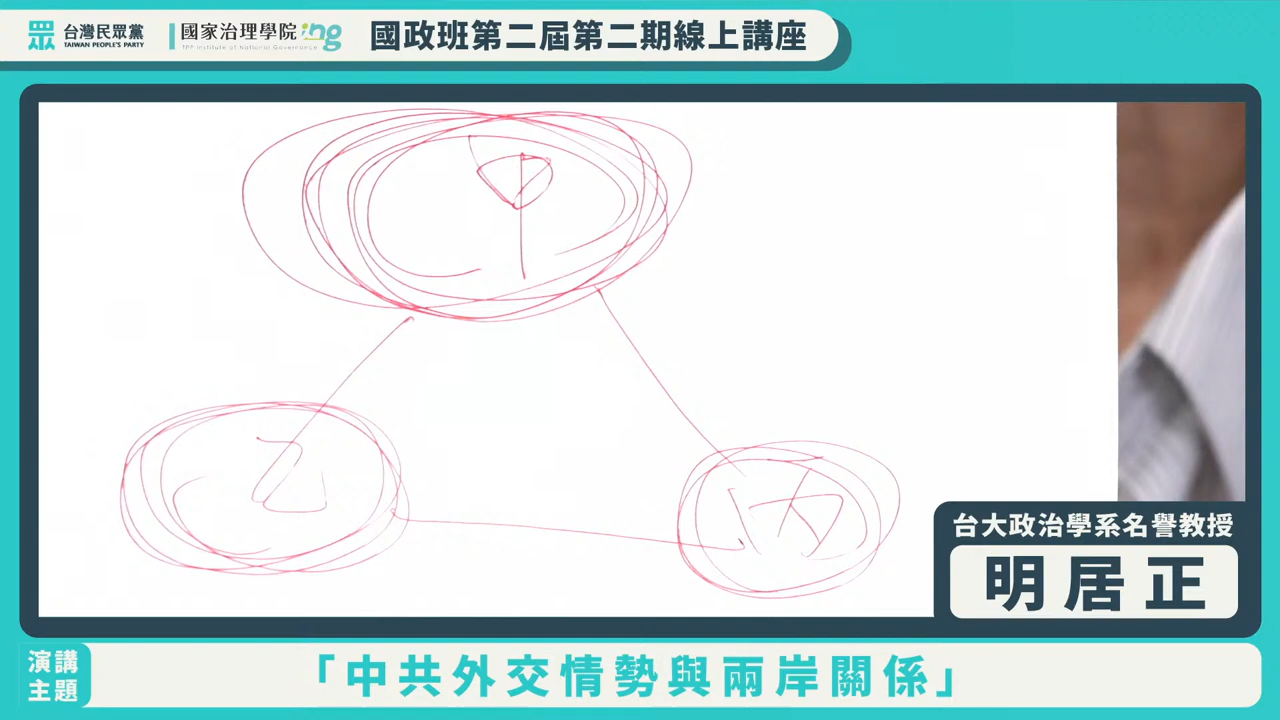 眾 台灣民眾黨
TAIWAN PEOPLE'S PARTY
國家治理學院 ing
TPP Institute of National Governance
國政班第二屆第二期線上講座
中
台大政治學系名譽教授
明居正
演講
主題
「中共外交情勢與兩岸關係」